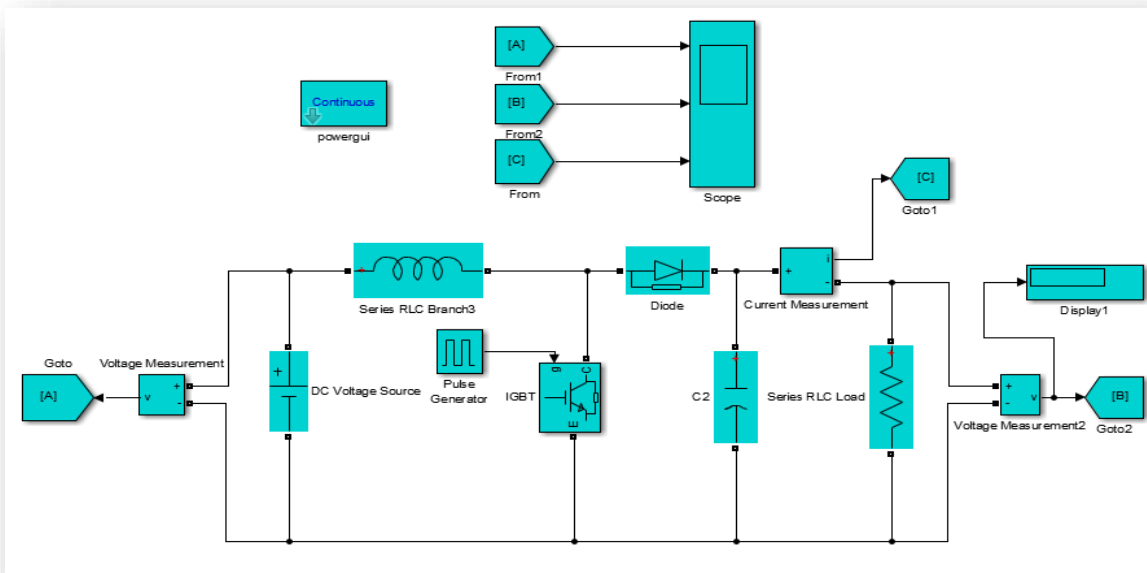 [A]
From1
Continuous
powergui
[B]
From2
[C]
From
Scope
[C]
Goto1
i
+
-
Current Measurement
Diode
Series RLC Branch3
Display1
Goto
Voltage Measurement
[A]
v
+
-
+
DC Voltage Source
Pulse
Generator
g
C
IGBT
E
+
C2
+
Series RLC Load
+
-
v
Voltage Measurement2
[B]
Goto2